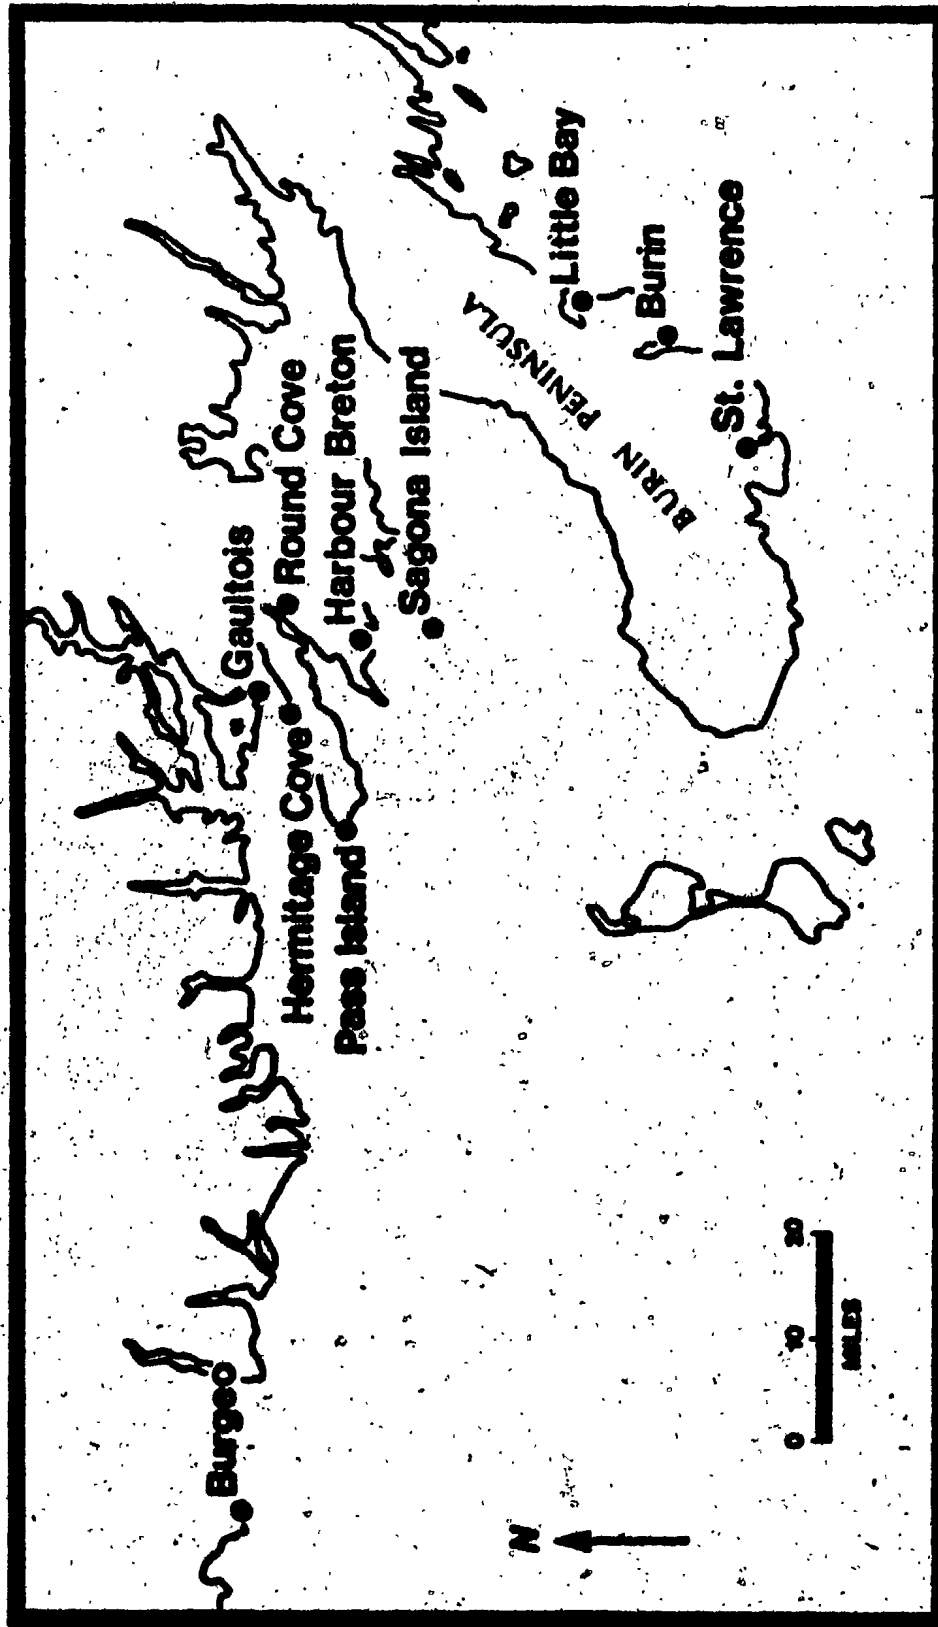 Burgeo
Gaultois
Round Cove
Hermitage Cove
Harbour Breton
Pass Island
Sagona Island
BURIN PENINSULA
Little Bay
Burin
St. Lawrence
N
0 10 20
MILES